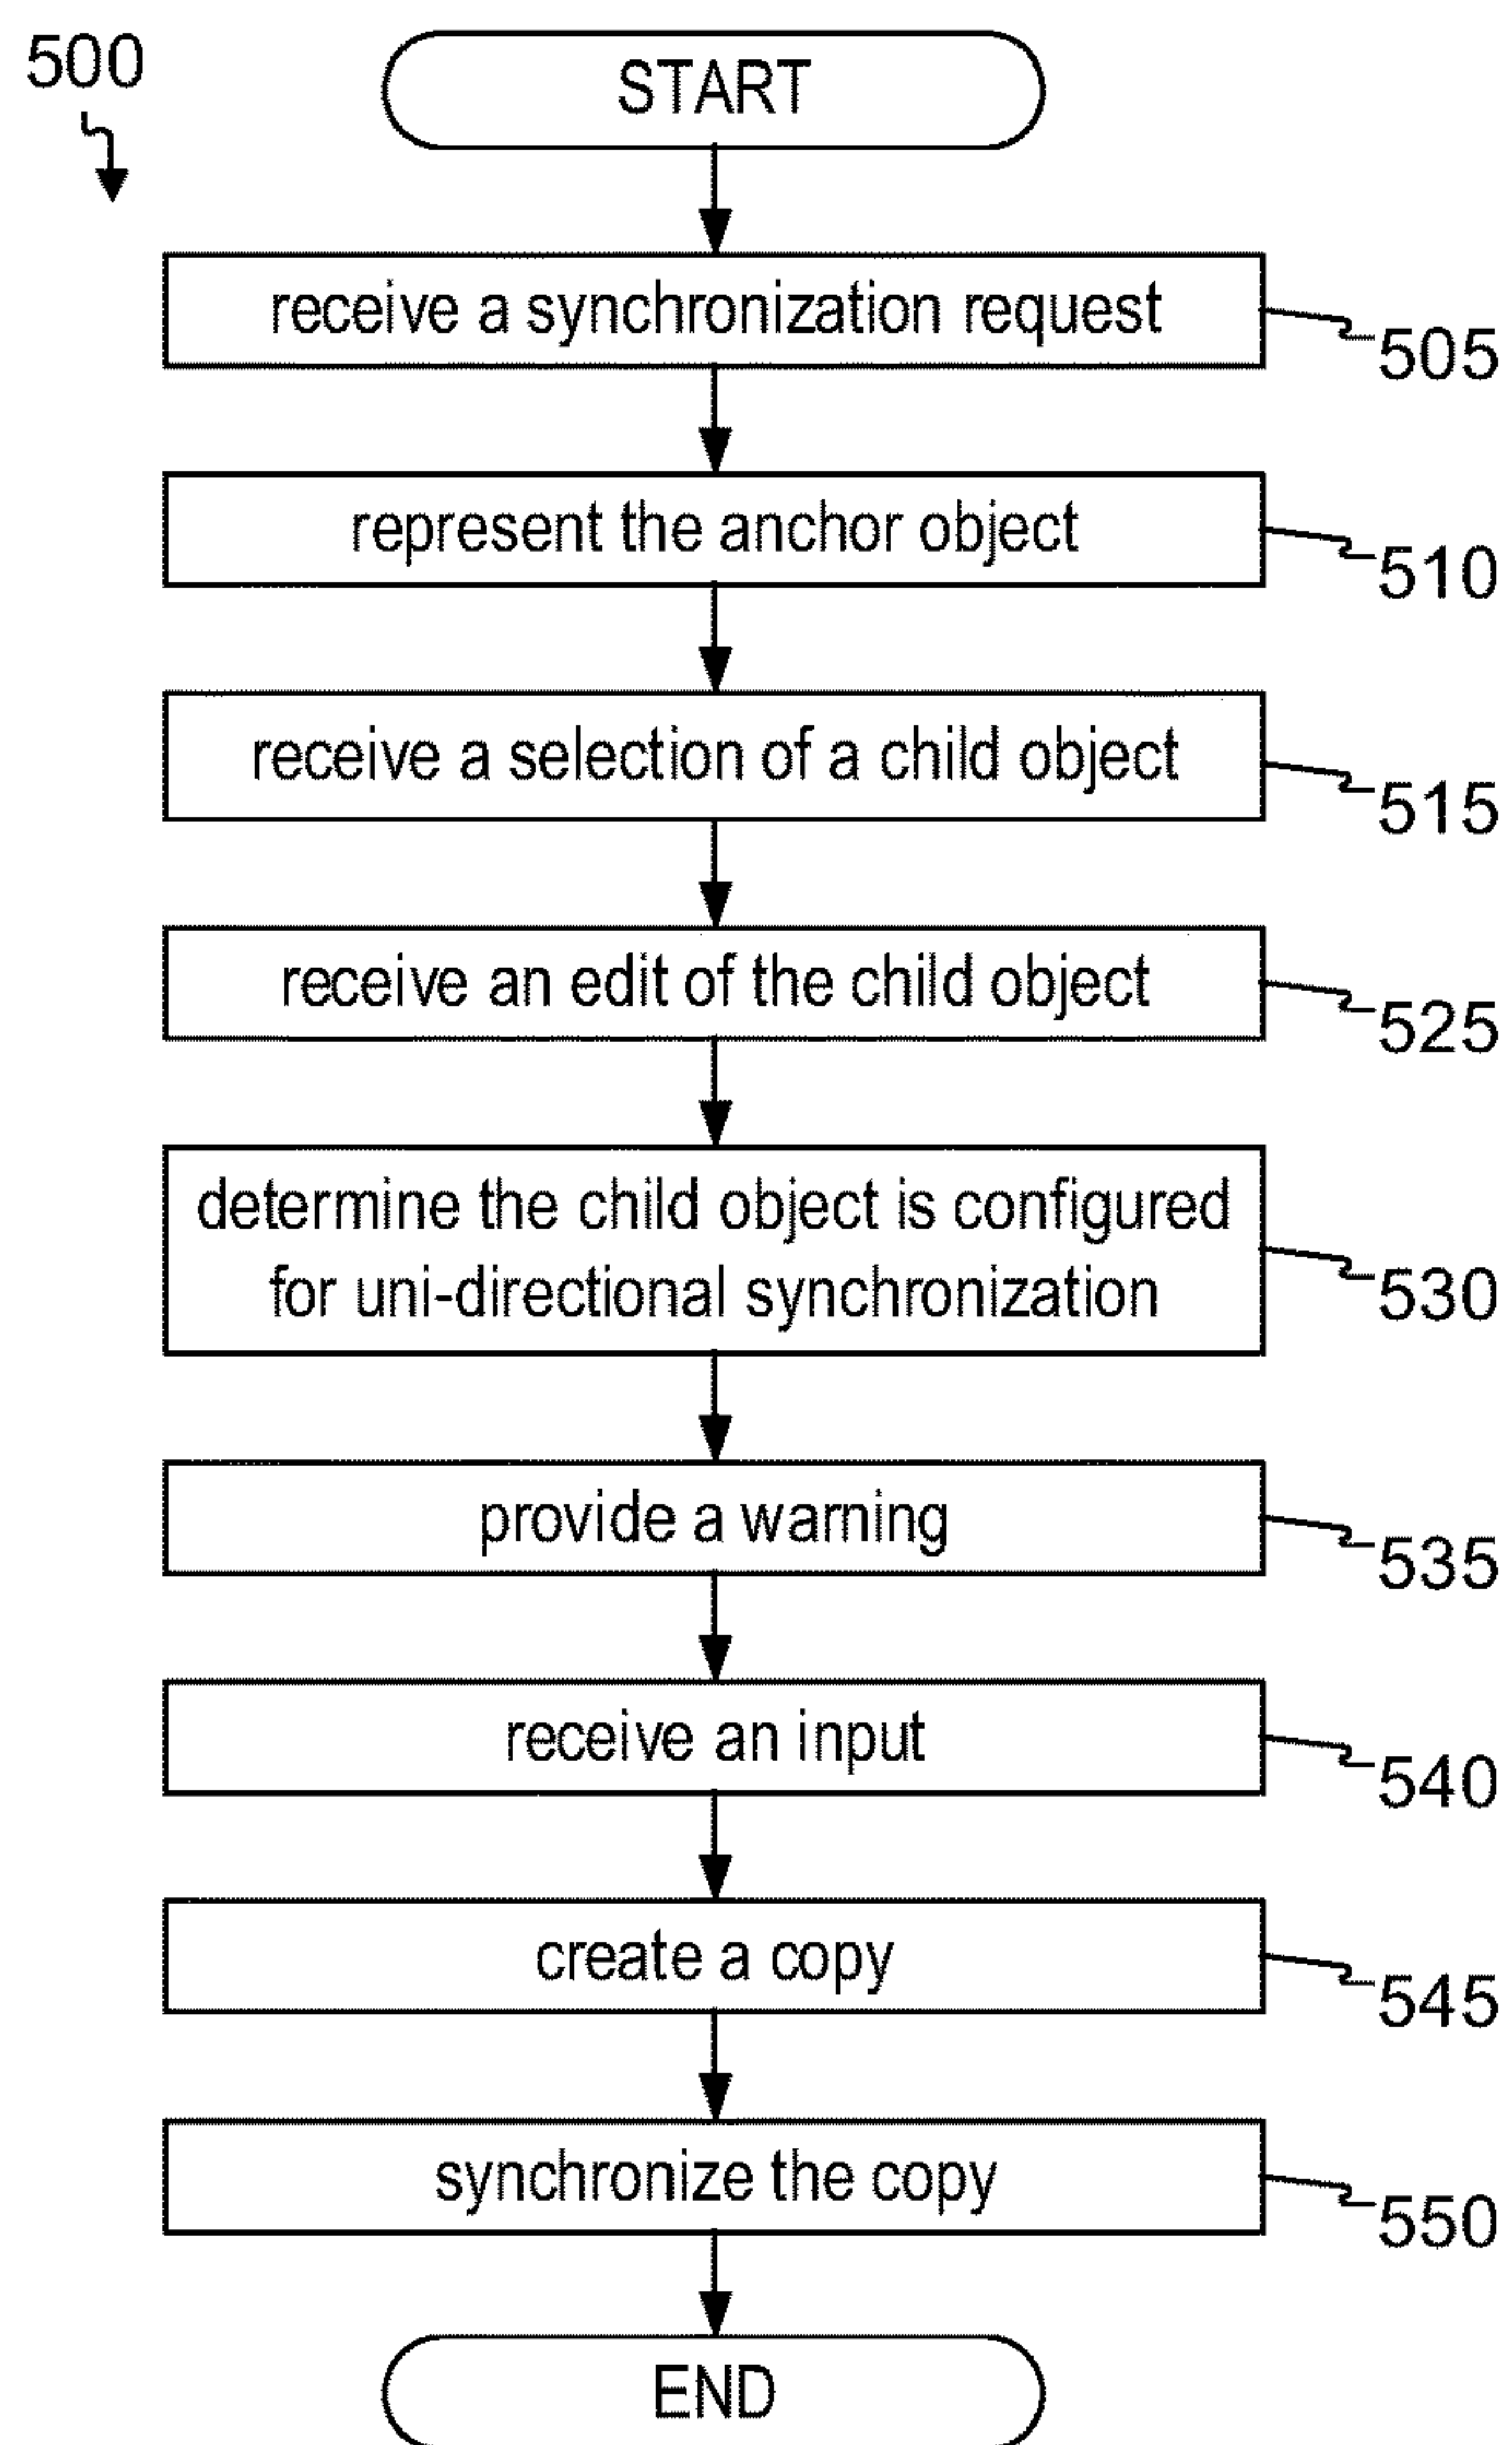 500
START
receive a synchronization request
505
represent the anchor object
510
receive a selection of a child object
515
receive an edit of the child object
525
determine the child object is configured
for uni-directional synchronization
530
provide a warning
535
receive an input
540
create a copy
545
synchronize the copy
550
END